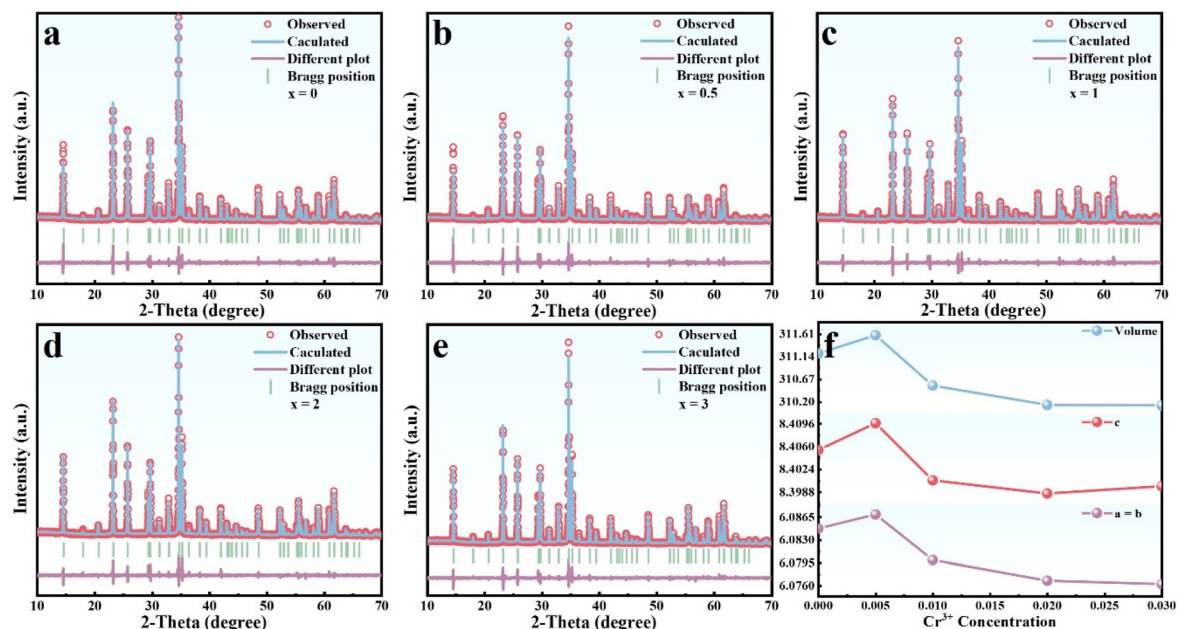 a
Observed
Caculated
Different plot
Bragg position
x = 0
Intensity (a.u.)
10 20 30 40 50 60 70
2-Theta (degree)
b
Observed
Caculated
Different plot
Bragg position
x = 0.5
Intensity (a.u.)
10 20 30 40 50 60 70
2-Theta (degree)
c
Observed
Caculated
Different plot
Bragg position
x = 1
Intensity (a.u.)
10 20 30 40 50 60 70
2-Theta (degree)
d
Observed
Caculated
Different plot
Bragg position
x = 2
Intensity (a.u.)
10 20 30 40 50 60 70
2-Theta (degree)
e
Observed
Caculated
Different plot
Bragg position
x = 3
Intensity (a.u.)
10 20 30 40 50 60 70
2-Theta (degree)
f
Volume
311.61
311.14
310.67
310.20
c
8.4096
8.4060
8.4024
8.3988
a = b
6.0865
6.0830
6.0795
6.0760
0.000 0.005 0.010 0.015 0.020 0.025 0.030
Cr³⁺ Concentration